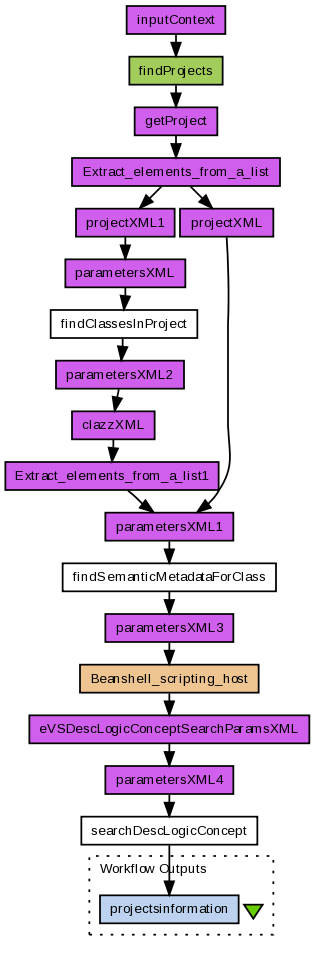 inputContext
findProjects
getProject
Extract_elements_from_a_list
projectXML1
projectXML
parametersXML
findClassesInProject
parametersXML2
clazzXML
Extract_elements_from_a_list1
parametersXML1
findSemanticMetadataForClass
parametersXML3
Beanshell_scripting_host
eVSDescLogicConceptSearchParamsXML
parametersXML4
searchDescLogicConcept
Workflow Outputs
projectsinformation